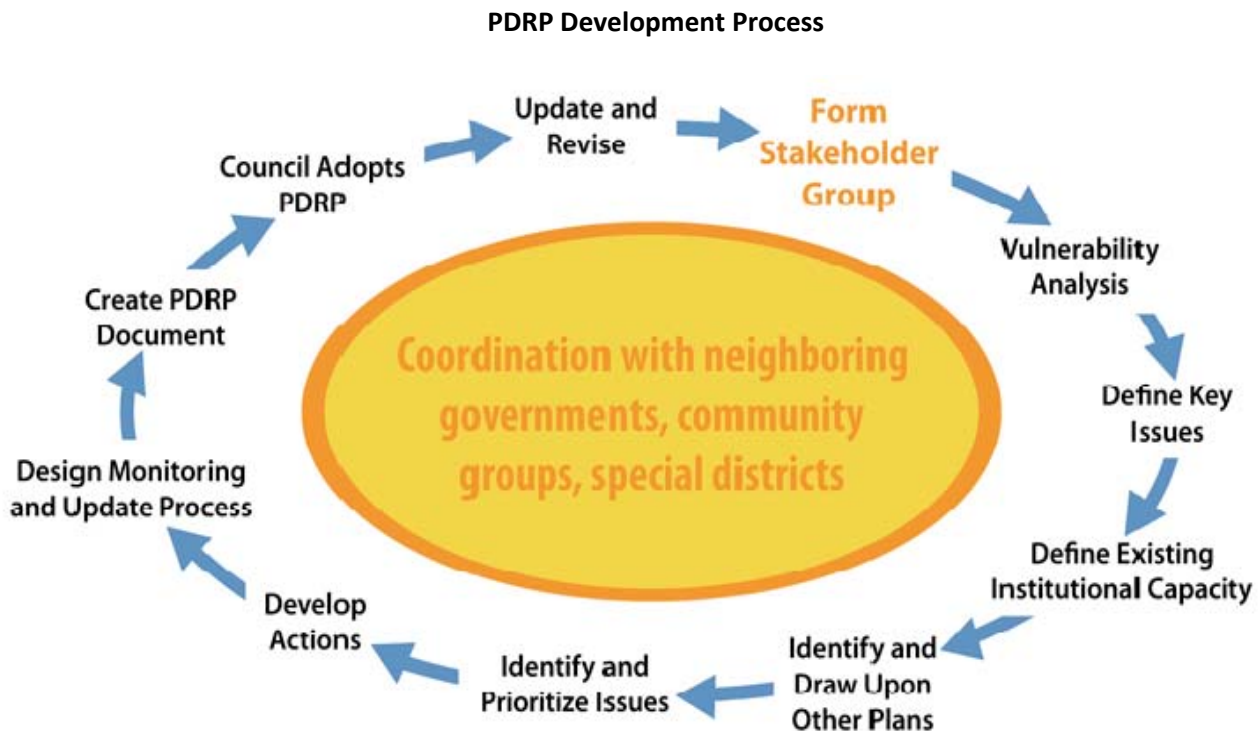 PDRP Development Process
Update and
Revise
Form
Stakeholder
Group
Vulnerability
Analysis
Define Key
Issues
Define Existing
Institutional Capacity
Identify and
Draw Upon
Other Plans
Identify and
Prioritize Issues
Develop
Actions
Design Monitoring
and Update Process
Create PDRP
Document
Council Adopts
PDRP
Coordination with neighboring
governments, community
groups, special districts